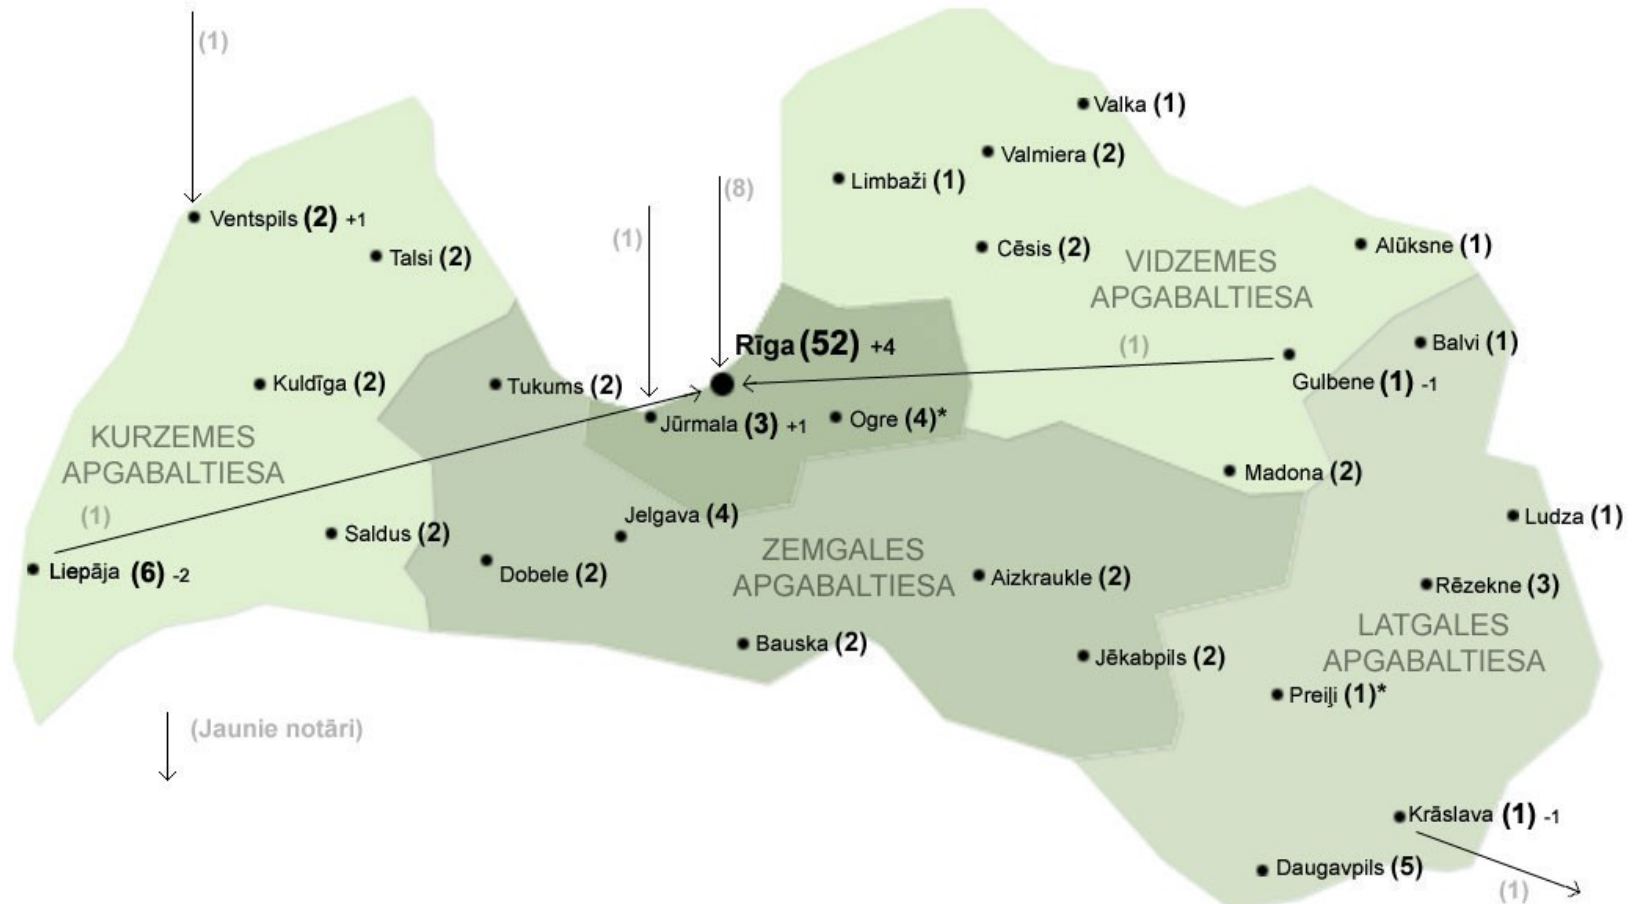 (1)
Valka (1)
Valmiera (2)
Limbaži (1)
(8)
Ventspils (2) +1
(1)
Talsi (2)
Cēsis (2)
Alūksne (1)
VIDZEMES
APGABALTIESA
Rīga (52) +4
(1)
Balvi (1)
Kuldīga (2)
Tukums (2)
Gulbene (1) -1
Jūrmala (3) +1
Ogre (4)*
KURZEMES
APGABALTIESA
Madona (2)
(1)
Jelgava (4)
Ludza (1)
Saldus (2)
ZEMGALES
APGABALTIESA
Liepāja (6) -2
Dobele (2)
Aizkraukle (2)
Rēzekne (3)
LATGALES
APGABALTIESA
Bauska (2)
Jēkabpils (2)
Preiļi (1)*
(Jaunie notāri)
Krāslava (1) -1
Daugavpils (5)
(1)